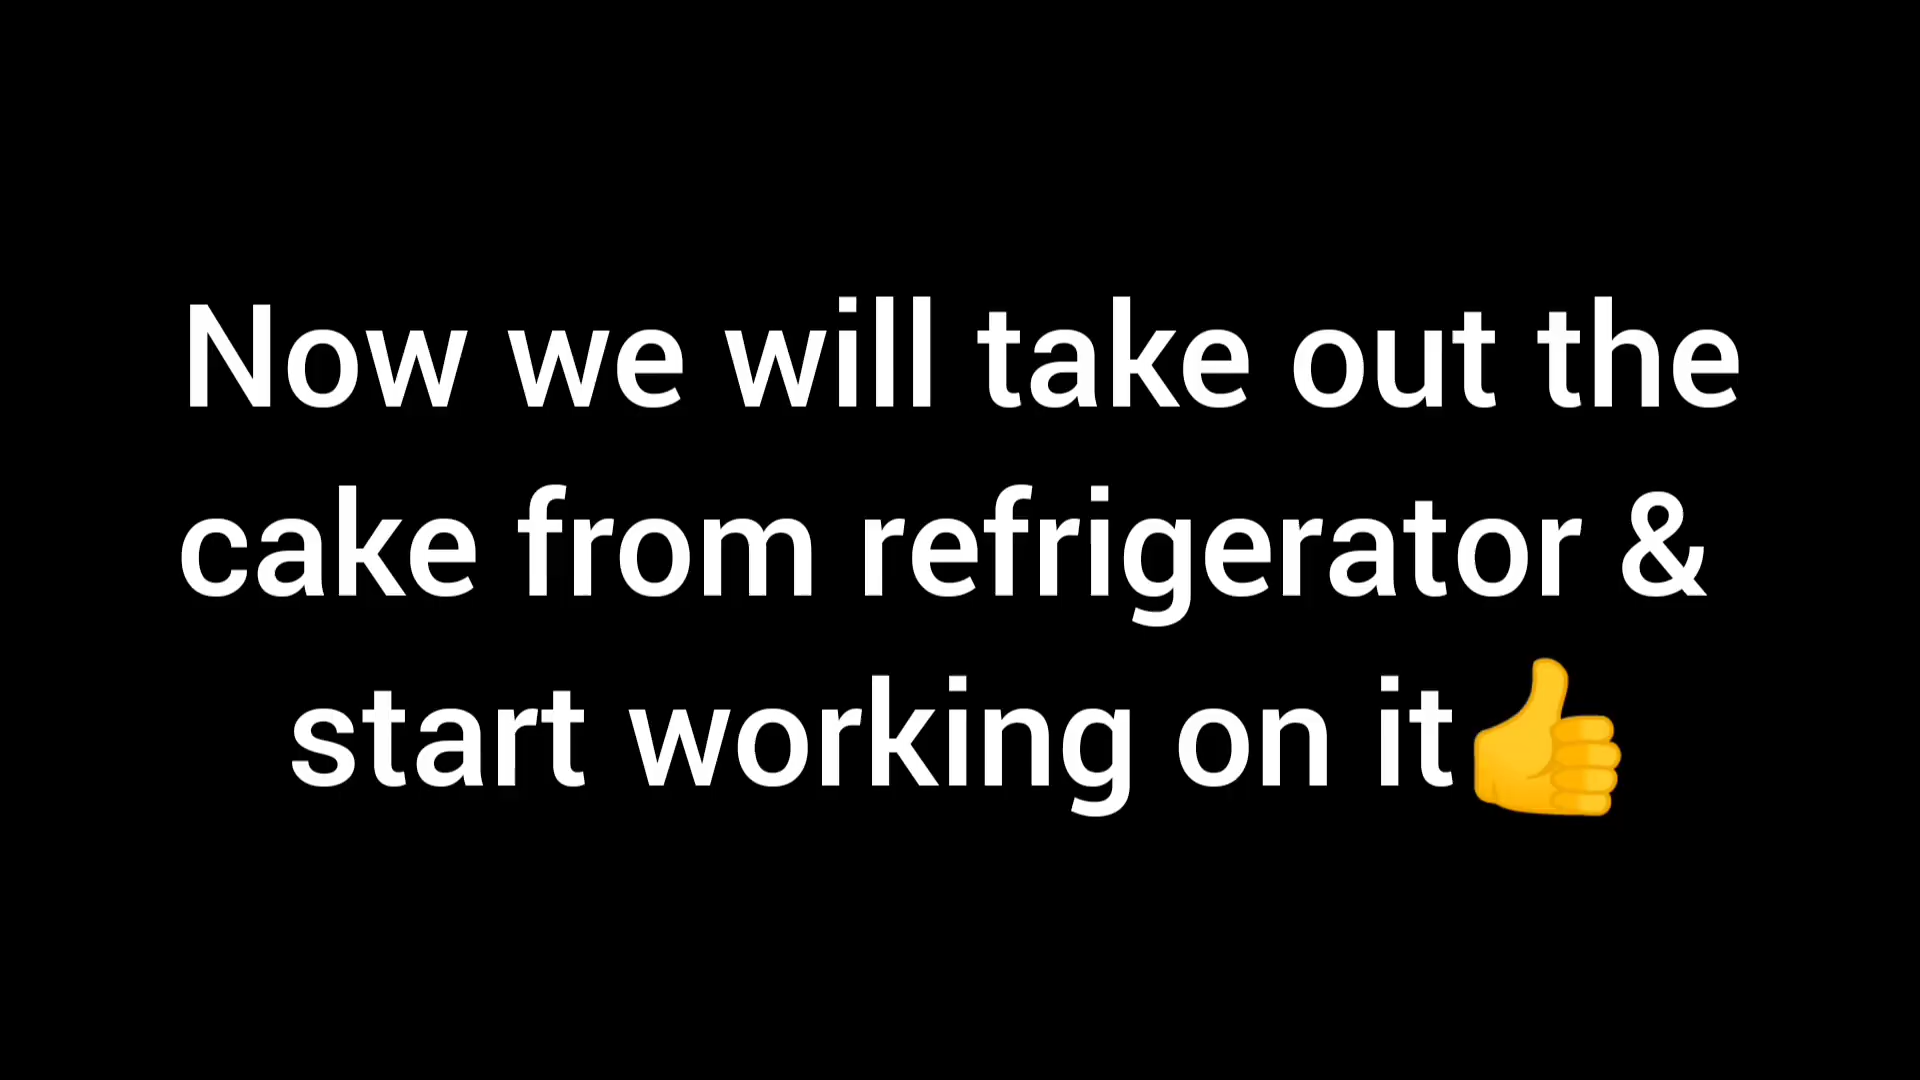 Now we will take out the
cake from refrigerator &
start working on it👍